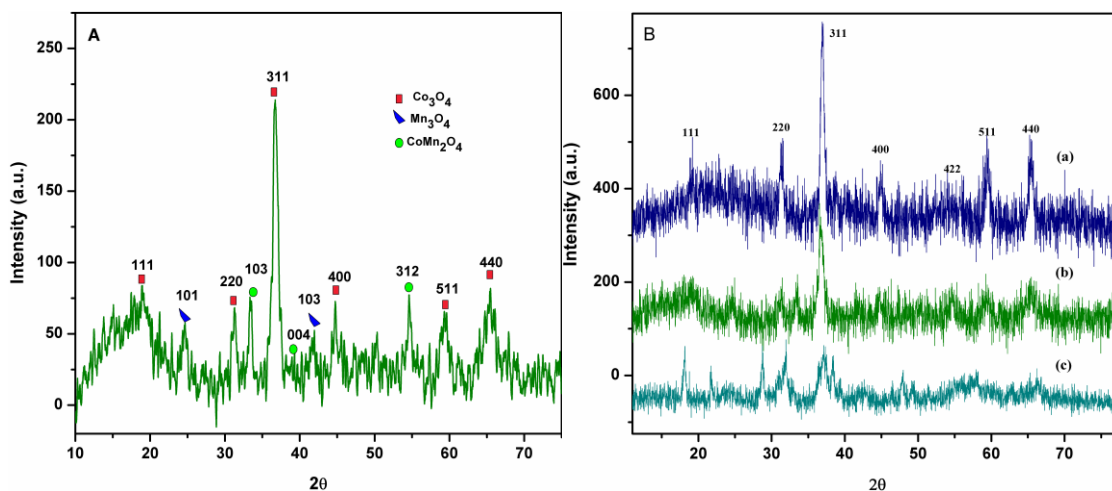 A
250
200
150
100
50
0
Intensity (a.u.)
10 20 30 40 50 60 70
2θ
111
101
220
103
311
004
103
400
312
511
440
Co3O4
Mn3O4
CoMn2O4
B
600
400
200
0
Intensity (a.u.)
20 30 40 50 60 70
2θ
111
220
311
400
422
511
440
(a)
(b)
(c)